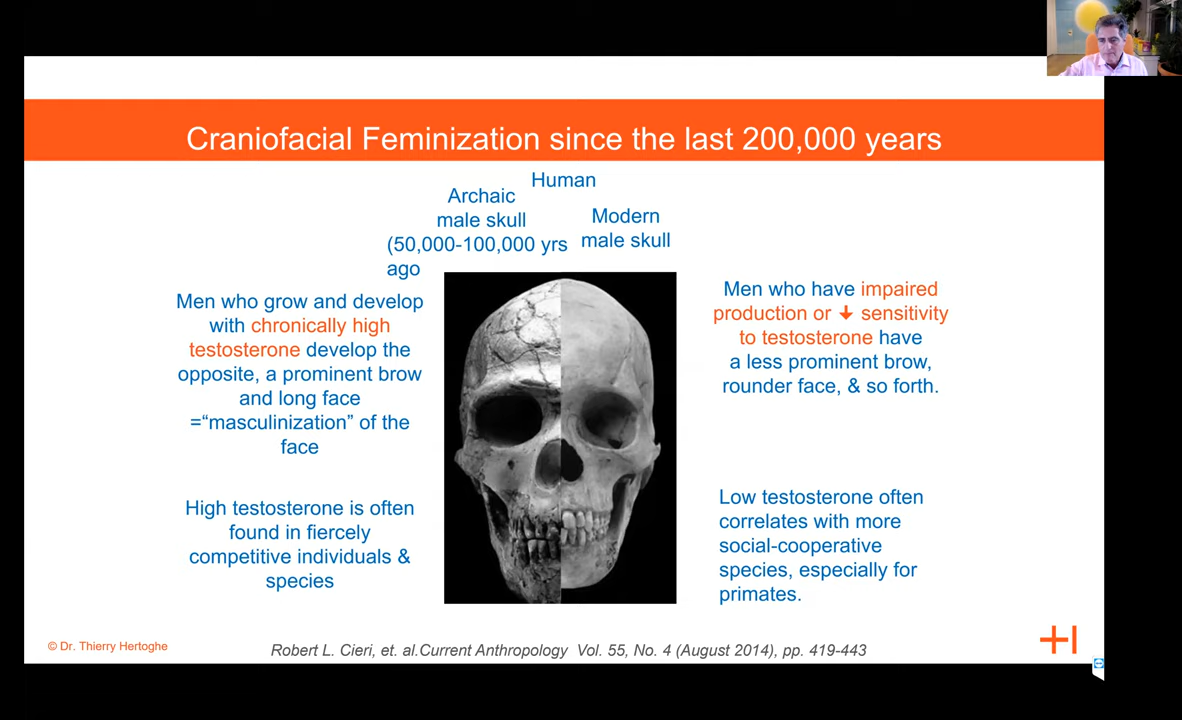 Craniofacial Feminization since the last 200,000 years
Human
Archaic
male skull
(50,000-100,000 yrs
ago
Modern
male skull
Men who grow and develop
with chronically high
testosterone develop the
opposite, a prominent brow
and long face
=“masculinization” of the
face
High testosterone is often
found in fiercely
competitive individuals &
species
Men who have impaired
production or ↓ sensitivity
to testosterone have
a less prominent brow,
rounder face, & so forth.
Low testosterone often
correlates with more
social-cooperative
species, especially for
primates.
© Dr. Thierry Hertoghe
Robert L. Cieri, et. al.Current Anthropology Vol. 55, No. 4 (August 2014), pp. 419-443